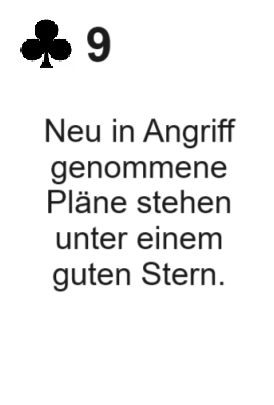 ♣ 9
Neu in Angriff
genommene
Pläne stehen
unter einem
guten Stern.